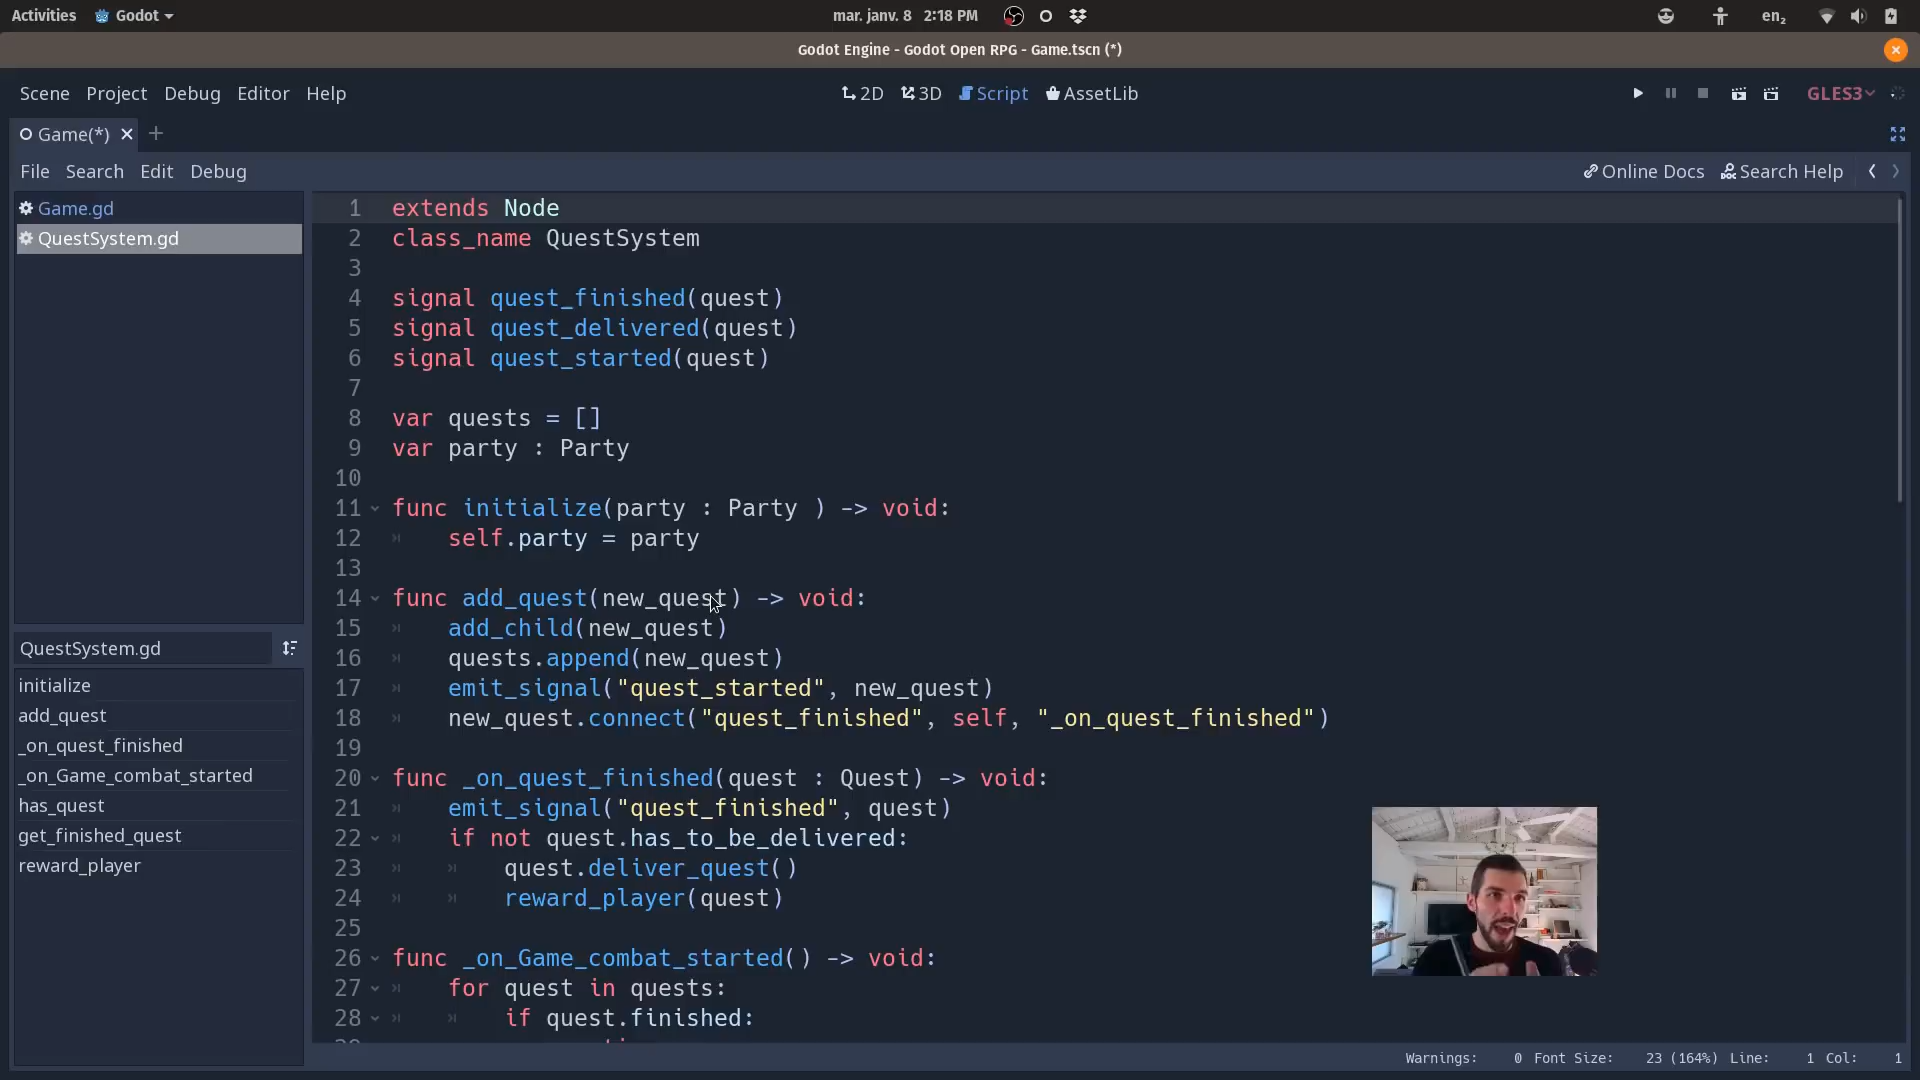 Activities Godot mar. janv. 8 2:18 PM en₂
Godot Engine - Godot Open RPG - Game.tscn (*)
Scene Project Debug Editor Help 2D 3D Script AssetLib GLES3
Game(*)
File Search Edit Debug Online Docs Search Help
Game.gd
QuestSystem.gd
QuestSystem.gd
initialize
add_quest
_on_quest_finished
_on_Game_combat_started
has_quest
get_finished_quest
reward_player
1 extends Node
2 class_name QuestSystem
3
4 signal quest_finished(quest)
5 signal quest_delivered(quest)
6 signal quest_started(quest)
7
8 var quests = []
9 var party : Party
10
11 func initialize(party : Party ) -> void:
12 self.party = party
13
14 func add_quest(new_quest) -> void:
15 add_child(new_quest)
16 quests.append(new_quest)
17 emit_signal("quest_started", new_quest)
18 new_quest.connect("quest_finished", self, "_on_quest_finished")
19
20 func _on_quest_finished(quest : Quest) -> void:
21 emit_signal("quest_finished", quest)
22 if not quest.has_to_be_delivered:
23 quest.deliver_quest()
24 reward_player(quest)
25
26 func _on_Game_combat_started() -> void:
27 for quest in quests:
28 if quest.finished:
Warnings: 0 Font Size: 23 (164%) Line: 1 Col: 1